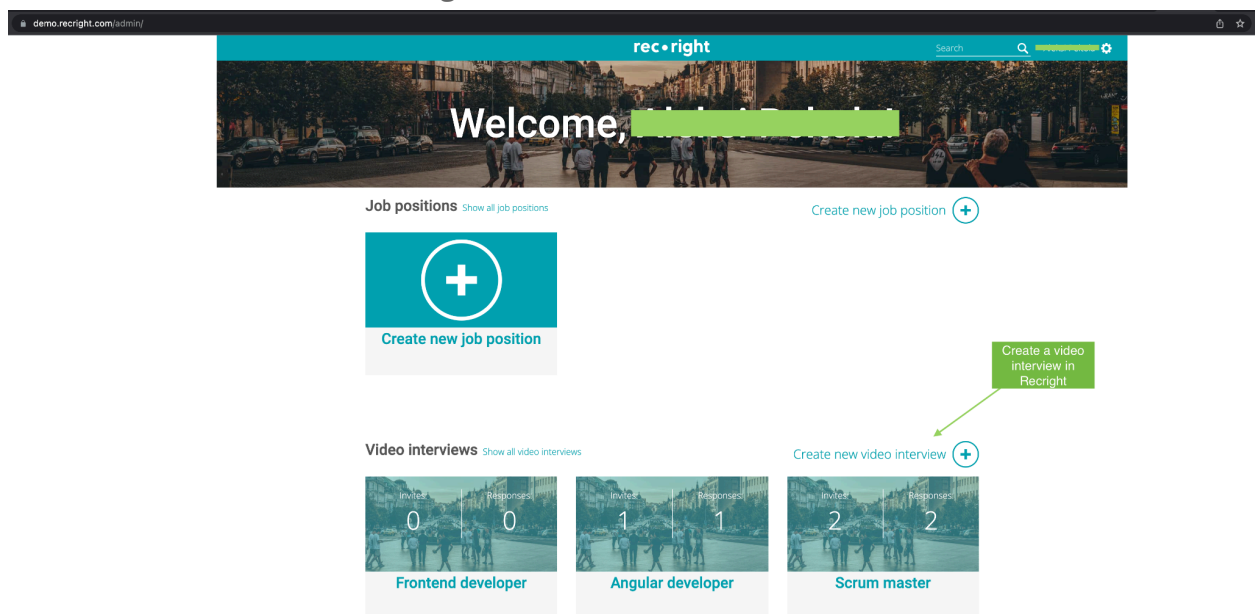 demo.recright.com/admin/
rec•right
Search
Welcome,
Job positions Show all job positions
Create new job position
Create new job position
Create a video
interview in
Recright
Video interviews Show all video interviews
Create new video interview
Invites: Responses:
0 0
Invites: Responses:
1 1
Invites: Responses:
2 2
Frontend developer
Angular developer
Scrum master